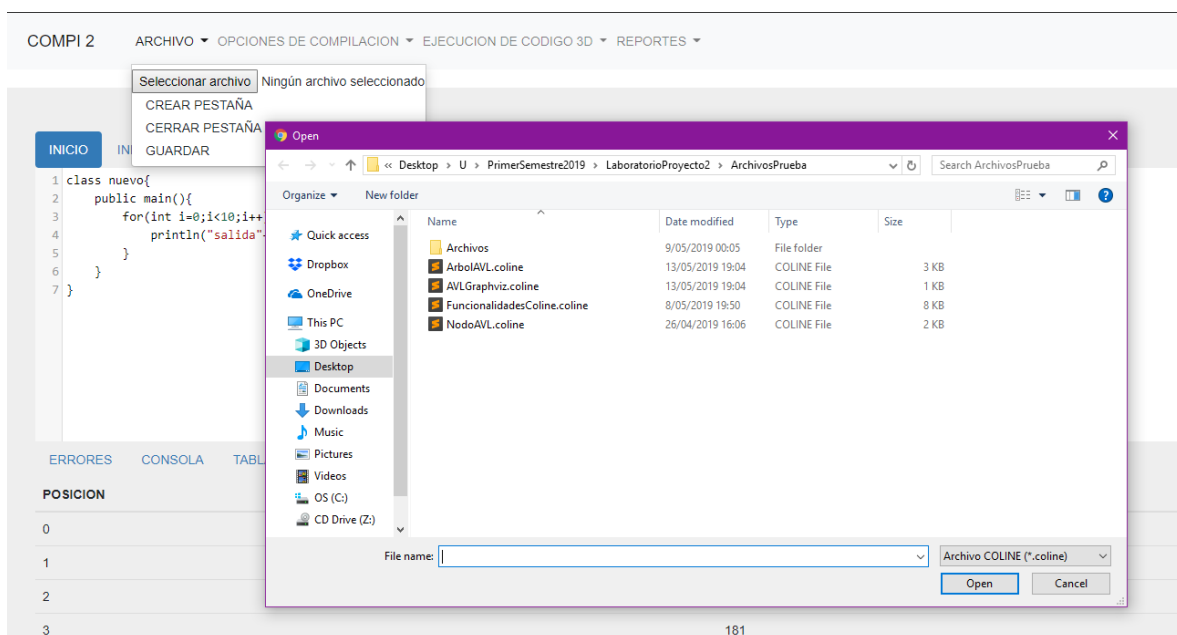 COMPI 2 ARCHIVO OPCIONES DE COMPILACION EJECUCION DE CODIGO 3D REPORTES
Seleccionar archivo Ningún archivo seleccionado
CREAR PESTAÑA
CERRAR PESTAÑA
GUARDAR
INICIO
1 class nuevo{
2 public main(){
3 for(int i=0;i<10;i++
4 println("salida"
5 }
6 }
7 }
ERRORES CONSOLA TABL
POSICION
0
1
2
3 181
Open
« Desktop > U > PrimerSemestre2019 > LaboratorioProyecto2 > ArchivosPrueba
Search ArchivosPrueba
Organize New folder
Quick access
Dropbox
OneDrive
This PC
3D Objects
Desktop
Documents
Downloads
Music
Pictures
Videos
OS (C:)
CD Drive (Z:)
Name Date modified Type Size
Archivos 9/05/2019 00:05 File folder
ArbolAVL.coline 13/05/2019 19:04 COLINE File 3 KB
AVLGraphviz.coline 13/05/2019 19:04 COLINE File 1 KB
FuncionalidadesColine.coline 8/05/2019 19:50 COLINE File 8 KB
NodoAVL.coline 26/04/2019 16:06 COLINE File 2 KB
File name: Archivo COLINE (*.coline)
Open Cancel